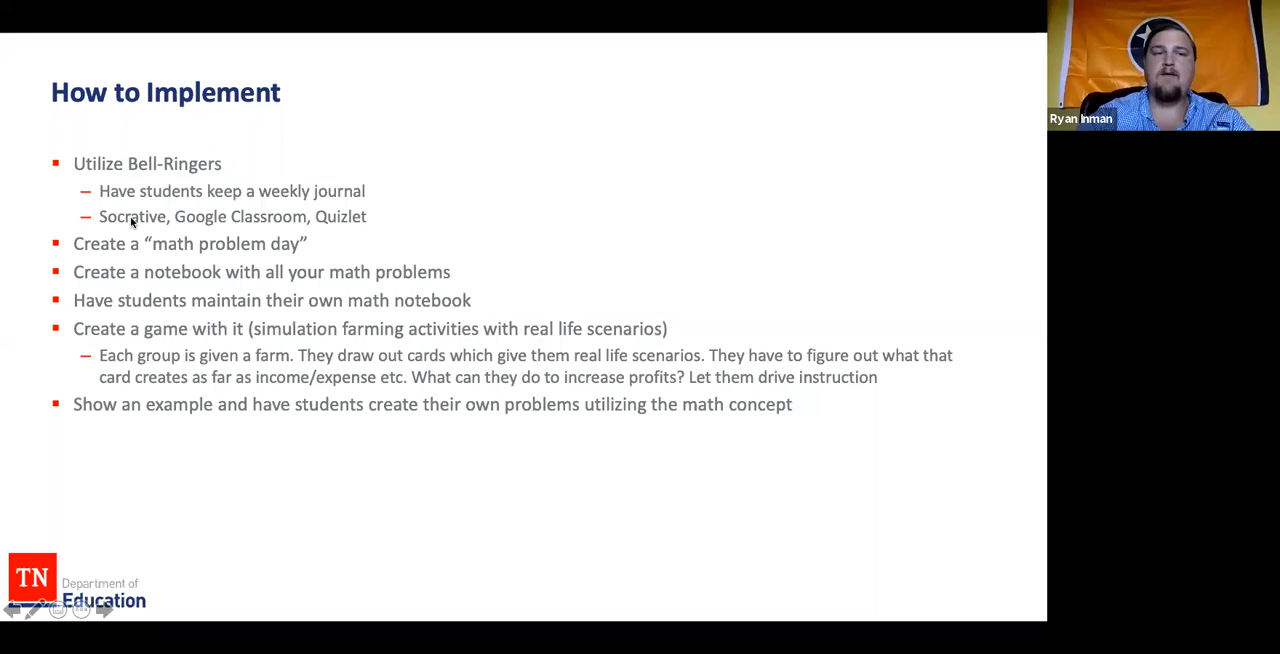 How to Implement
Ryan Inman
Utilize Bell-Ringers
– Have students keep a weekly journal
– Socrative, Google Classroom, Quizlet
Create a “math problem day”
Create a notebook with all your math problems
Have students maintain their own math notebook
Create a game with it (simulation farming activities with real life scenarios)
– Each group is given a farm. They draw out cards which give them real life scenarios. They have to figure out what that
card creates as far as income/expense etc. What can they do to increase profits? Let them drive instruction
Show an example and have students create their own problems utilizing the math concept
TN
Department of
Education